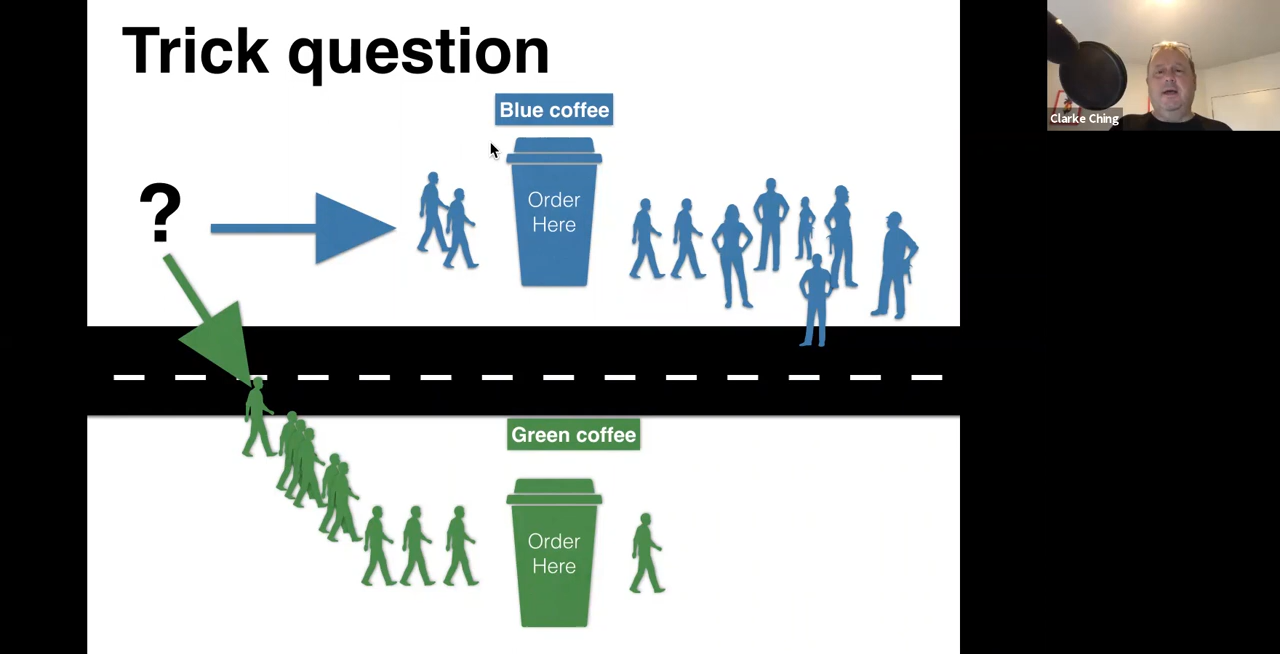 Trick question
Blue coffee
?
Order
Here
Clarke Ching
Green coffee
Order
Here